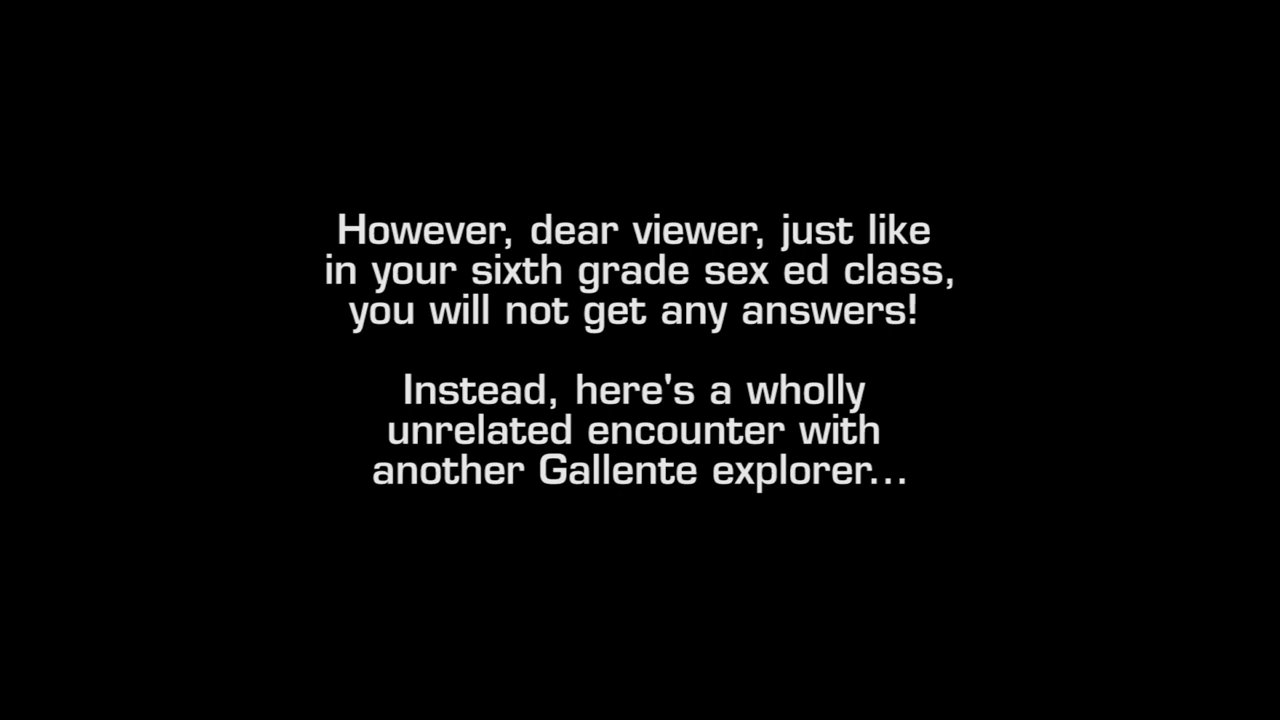 However, dear viewer, just like
in your sixth grade sex ed class,
you will not get any answers!
Instead, here's a wholly
unrelated encounter with
another Gallente explorer...